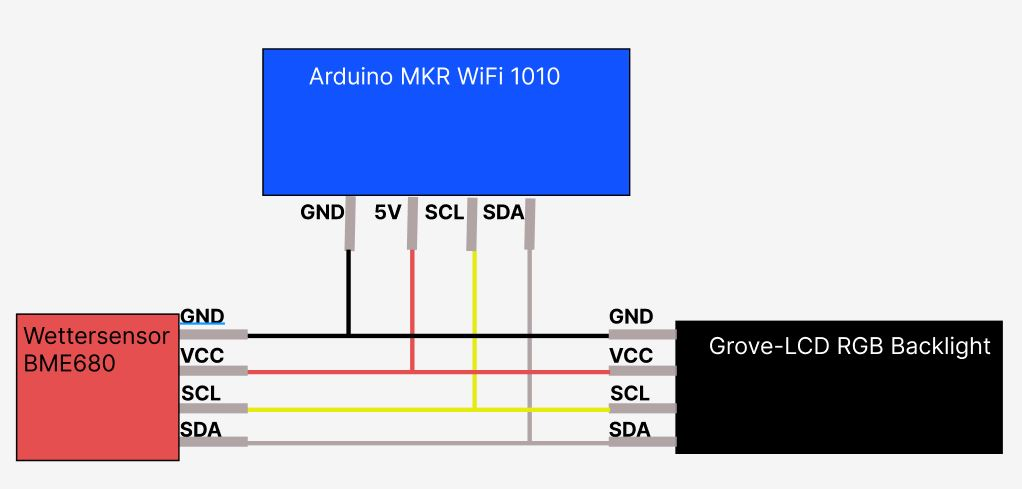 Arduino MKR WiFi 1010
GND 5V SCL SDA
Wettersensor
BME680
GND
VCC
SCL
SDA
GND
VCC
SCL
SDA
Grove-LCD RGB Backlight